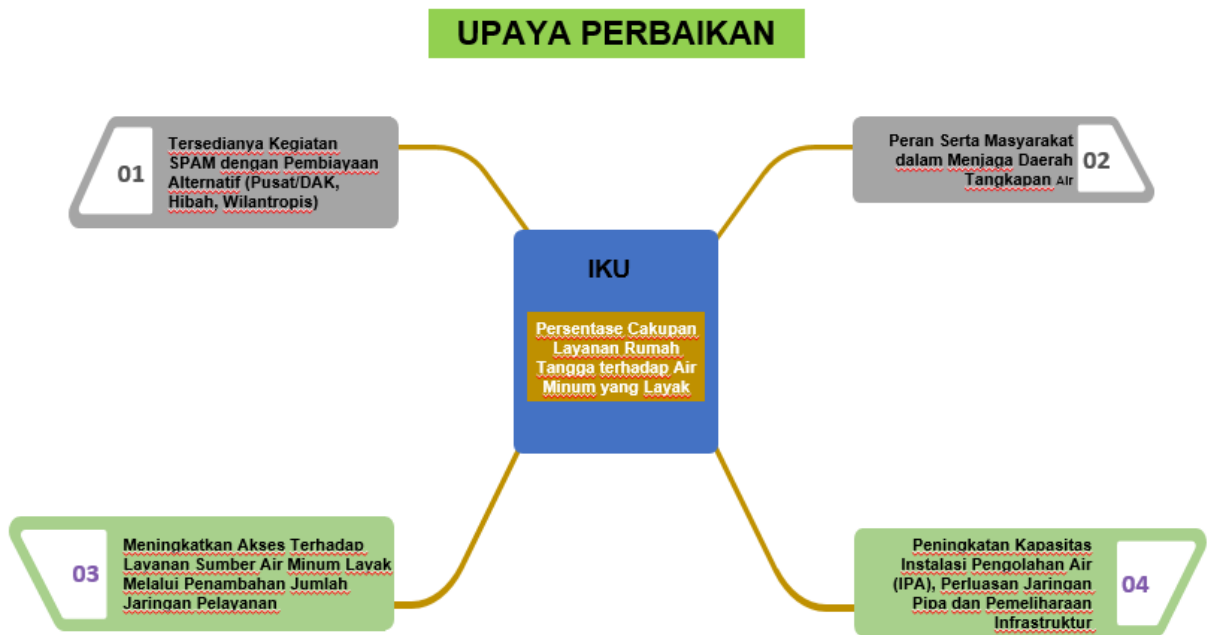 UPAYA PERBAIKAN
01
Tersedianya Kegiatan
SPAM dengan Pembiayaan
Alternatif (Pusat/DAK,
Hibah, Wilantropis)
Peran Serta Masyarakat
dalam Menjaga Daerah
Tangkapan Air
02
IKU
Persentase Cakupan
Layanan Rumah
Tangga terhadap Air
Minum yang Layak
03
Meningkatkan Akses Terhadap
Layanan Sumber Air Minum Layak
Melalui Penambahan Jumlah
Jaringan Pelayanan
Peningkatan Kapasitas
Instalasi Pengolahan Air
(IPA), Perluasan Jaringan
Pipa dan Pemeliharaan
Infrastruktur
04